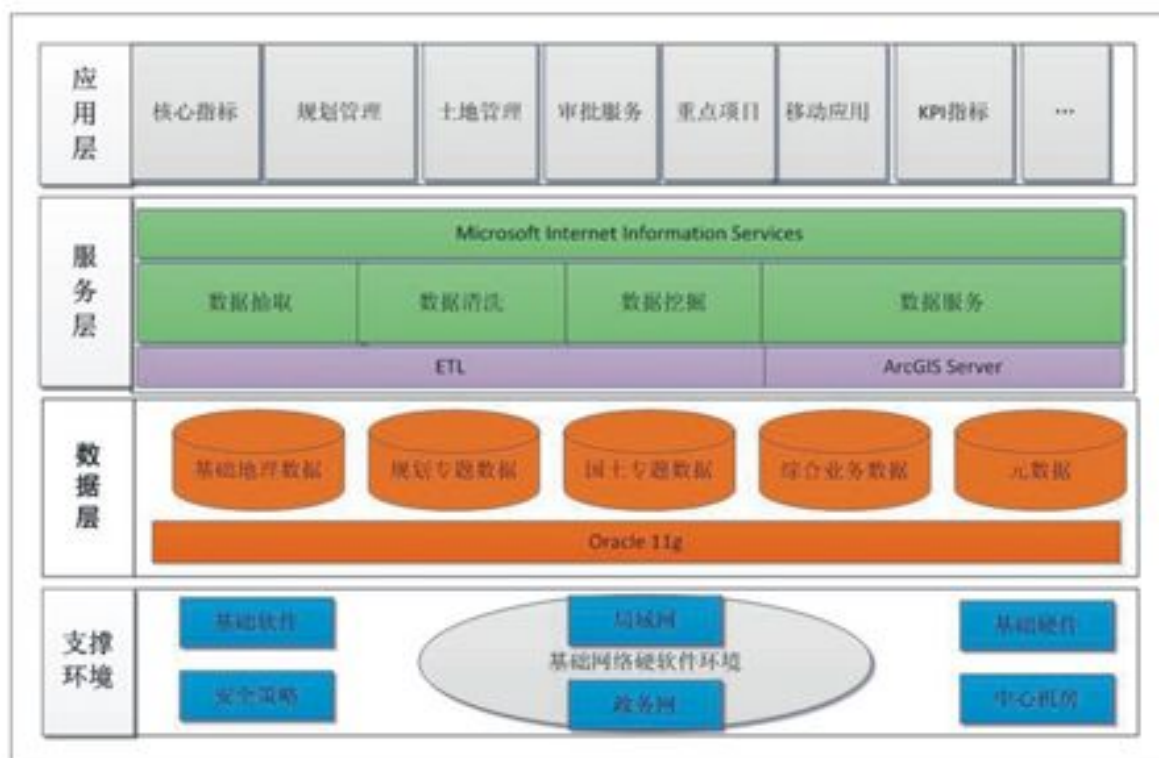 应用层
核心指标
规划管理
土地管理
审批服务
重点项目
移动应用
KPI指标
...
服务层
Microsoft Internet Information Services
数据抽取
数据清洗
数据挖掘
数据服务
ETL
ArcGIS Server
数据层
基础地理数据
规划专题数据
国土专题数据
综合业务数据
元数据
Oracle 11g
支撑
环境
基础软件
局域网
基础硬件
基础网络硬软件环境
安全策略
政务网
中心机房